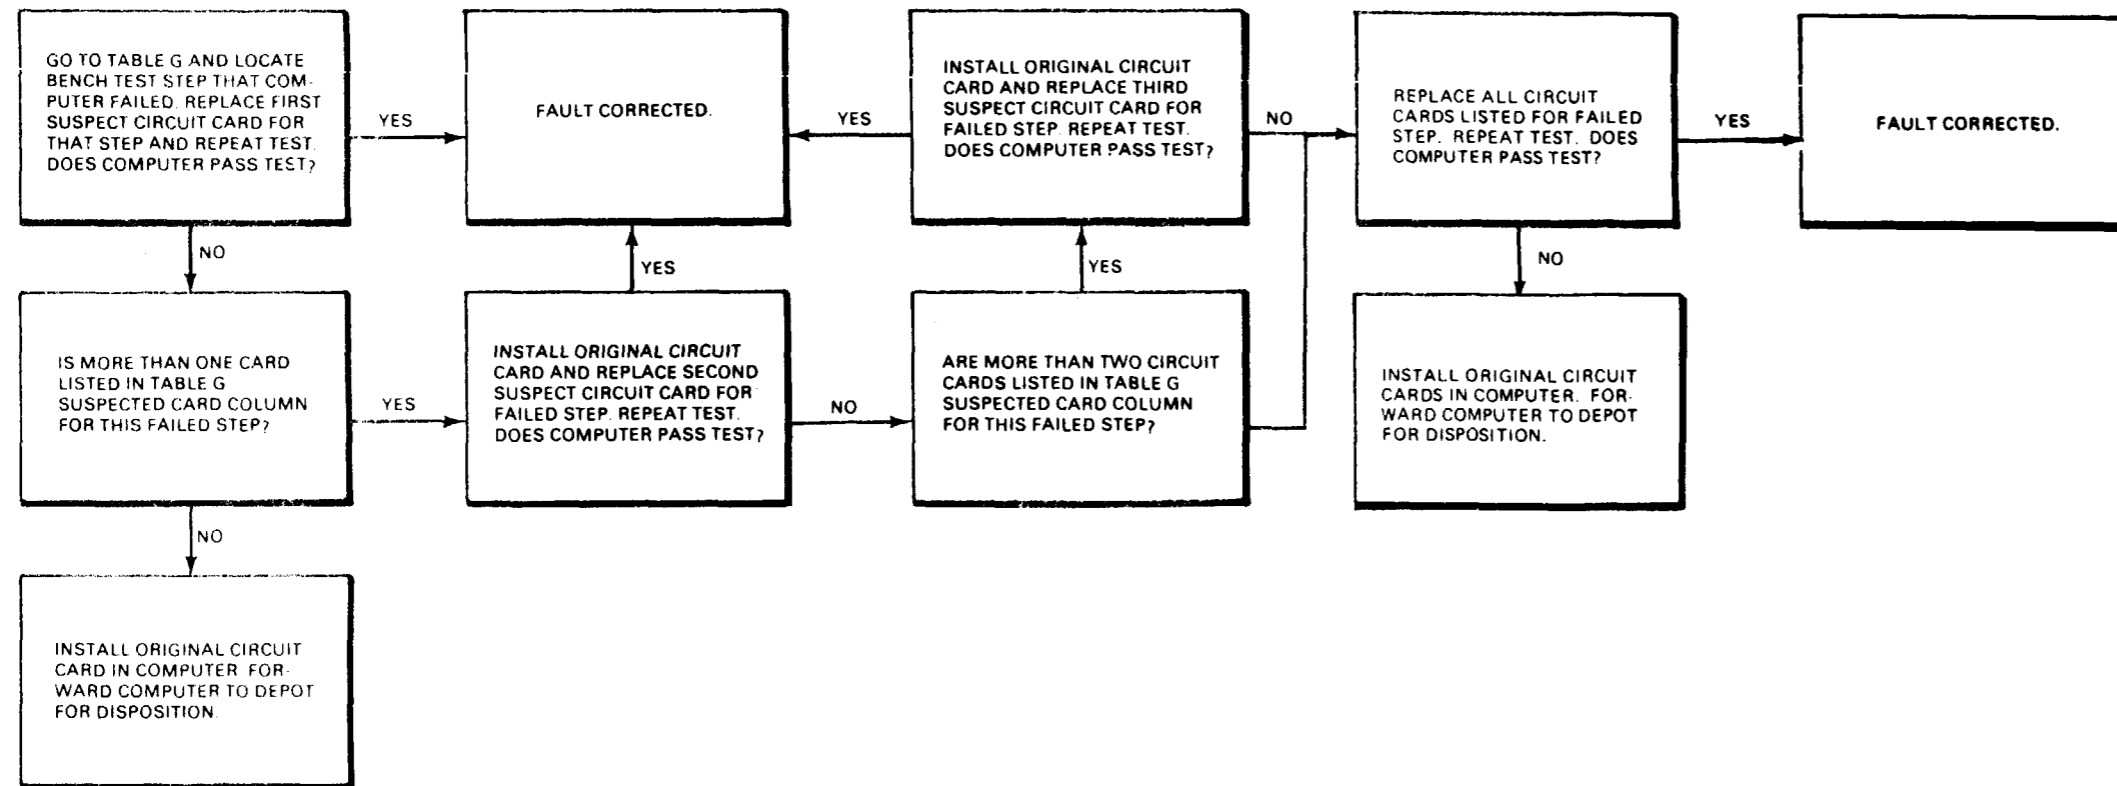 GO TO TABLE G AND LOCATE
BENCH TEST STEP THAT COM-
PUTER FAILED. REPLACE FIRST
SUSPECT CIRCUIT CARD FOR
THAT STEP AND REPEAT TEST.
DOES COMPUTER PASS TEST?
YES
FAULT CORRECTED.
YES
INSTALL ORIGINAL CIRCUIT
CARD AND REPLACE THIRD
SUSPECT CIRCUIT CARD FOR
FAILED STEP. REPEAT TEST.
DOES COMPUTER PASS TEST?
NO
REPLACE ALL CIRCUIT
CARDS LISTED FOR FAILED
STEP. REPEAT TEST. DOES
COMPUTER PASS TEST?
YES
FAULT CORRECTED.
NO
YES
YES
NO
IS MORE THAN ONE CARD
LISTED IN TABLE G
SUSPECTED CARD COLUMN
FOR THIS FAILED STEP?
YES
INSTALL ORIGINAL CIRCUIT
CARD AND REPLACE SECOND
SUSPECT CIRCUIT CARD FOR
FAILED STEP. REPEAT TEST.
DOES COMPUTER PASS TEST?
NO
ARE MORE THAN TWO CIRCUIT
CARDS LISTED IN TABLE G
SUSPECTED CARD COLUMN
FOR THIS FAILED STEP?
INSTALL ORIGINAL CIRCUIT
CARDS IN COMPUTER. FOR-
WARD COMPUTER TO DEPOT
FOR DISPOSITION.
NO
INSTALL ORIGINAL CIRCUIT
CARD IN COMPUTER FOR-
WARD COMPUTER TO DEPOT
FOR DISPOSITION.